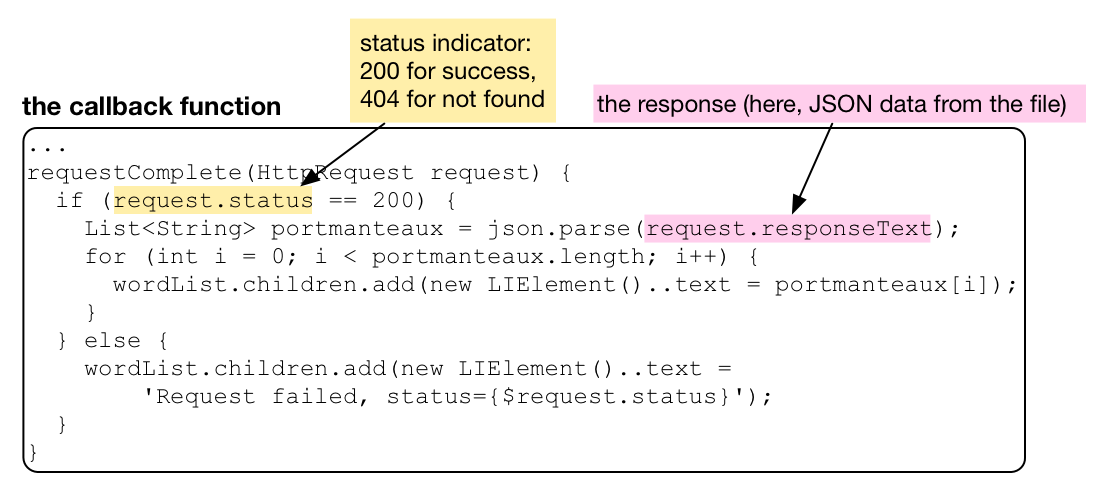 status indicator:
200 for success,
404 for not found
the callback function
the response (here, JSON data from the file)
...
requestComplete(HttpRequest request) {
if (request.status == 200) {
List<String> portmanteaux = json.parse(request.responseText);
for (int i = 0; i < portmanteaux.length; i++) {
wordList.children.add(new LIElement()..text = portmanteaux[i]);
}
} else {
wordList.children.add(new LIElement()..text =
'Request failed, status={$request.status}');
}
}